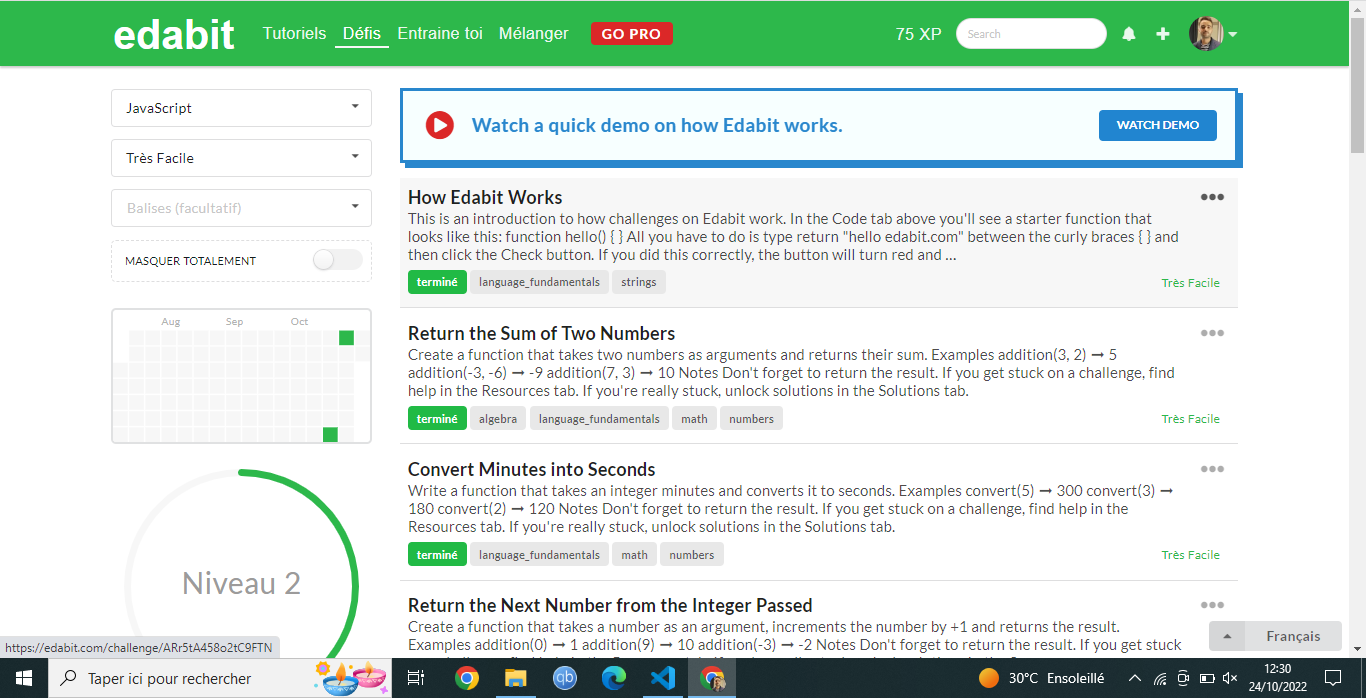 edabit Tutoriels Défis Entraine toi Mélanger GO PRO 75 XP Search
JavaScript
Très Facile
Balises (facultatif)
MASQUER TOTALEMENT
Aug Sep Oct
Niveau 2
Watch a quick demo on how Edabit works. WATCH DEMO
How Edabit Works
This is an introduction to how challenges on Edabit work. In the Code tab above you'll see a starter function that
looks like this: function hello() { } All you have to do is type return "hello edabit.com" between the curly braces { } and
then click the Check button. If you did this correctly, the button will turn red and ...
terminé language_fundamentals strings Très Facile
Return the Sum of Two Numbers
Create a function that takes two numbers as arguments and returns their sum. Examples addition(3, 2) ➞ 5
addition(-3, -6) ➞ -9 addition(7, 3) ➞ 10 Notes Don't forget to return the result. If you get stuck on a challenge, find
help in the Resources tab. If you're really stuck, unlock solutions in the Solutions tab.
terminé algebra language_fundamentals math numbers Très Facile
Convert Minutes into Seconds
Write a function that takes an integer minutes and converts it to seconds. Examples convert(5) ➞ 300 convert(3) ➞
180 convert(2) ➞ 120 Notes Don't forget to return the result. If you get stuck on a challenge, find help in the
Resources tab. If you're really stuck, unlock solutions in the Solutions tab.
terminé language_fundamentals math numbers Très Facile
Return the Next Number from the Integer Passed
Create a function that takes a number as an argument, increments the number by +1 and returns the result.
Examples addition(0) ➞ 1 addition(9) ➞ 10 addition(-3) ➞ -2 Notes Don't forget to return the result. If you get stuck
Français
https://edabit.com/challenge/ARr5tA458o2tC9FTN
Taper ici pour rechercher
qb
30°C Ensoleillé
12:30
24/10/2022